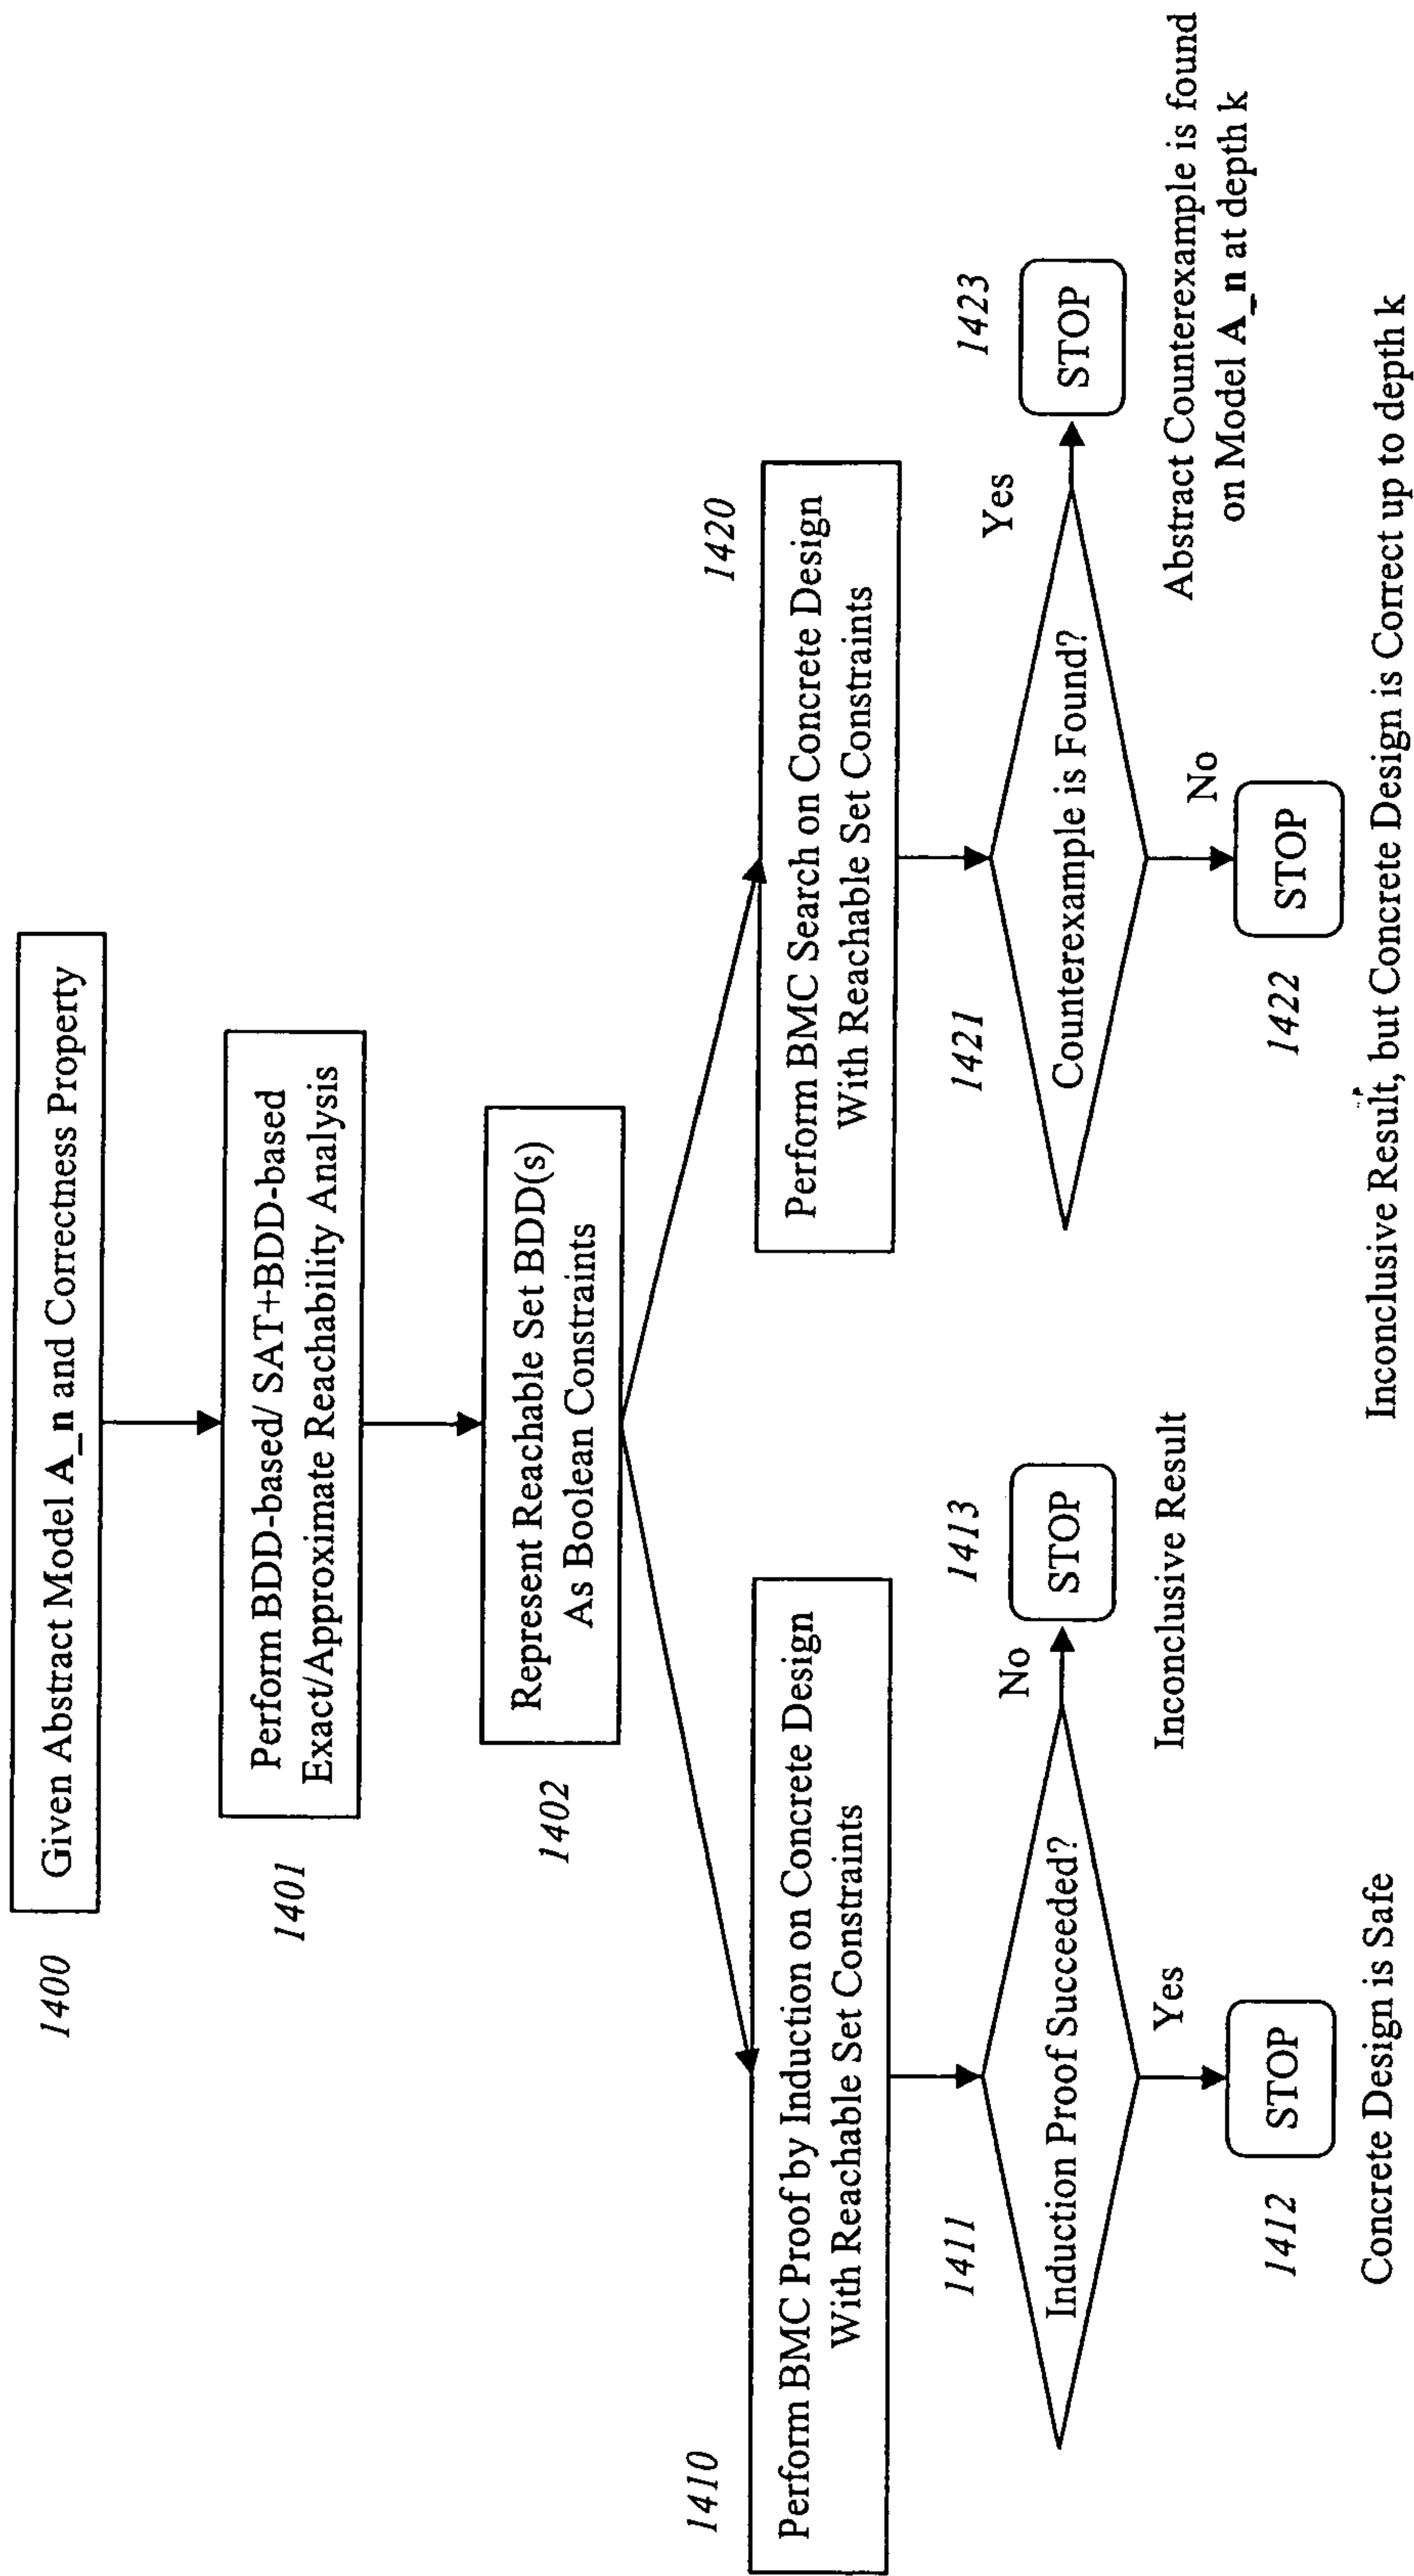 1400
Given Abstract Model A_n and Correctness Property
1401
Perform BDD-based/ SAT+BDD-based
Exact/Approximate Reachability Analysis
1402
Represent Reachable Set BDD(s)
As Boolean Constraints
1410
Perform BMC Proof by Induction on Concrete Design
With Reachable Set Constraints
1411
Induction Proof Succeeded?
No
1413
STOP
Inconclusive Result
Yes
1412
STOP
Concrete Design is Safe
1420
Perform BMC Search on Concrete Design
With Reachable Set Constraints
1421
Counterexample is Found?
Yes
1423
STOP
Abstract Counterexample is found
on Model A_n at depth k
No
1422
STOP
Inconclusive Result, but Concrete Design is Correct up to depth k